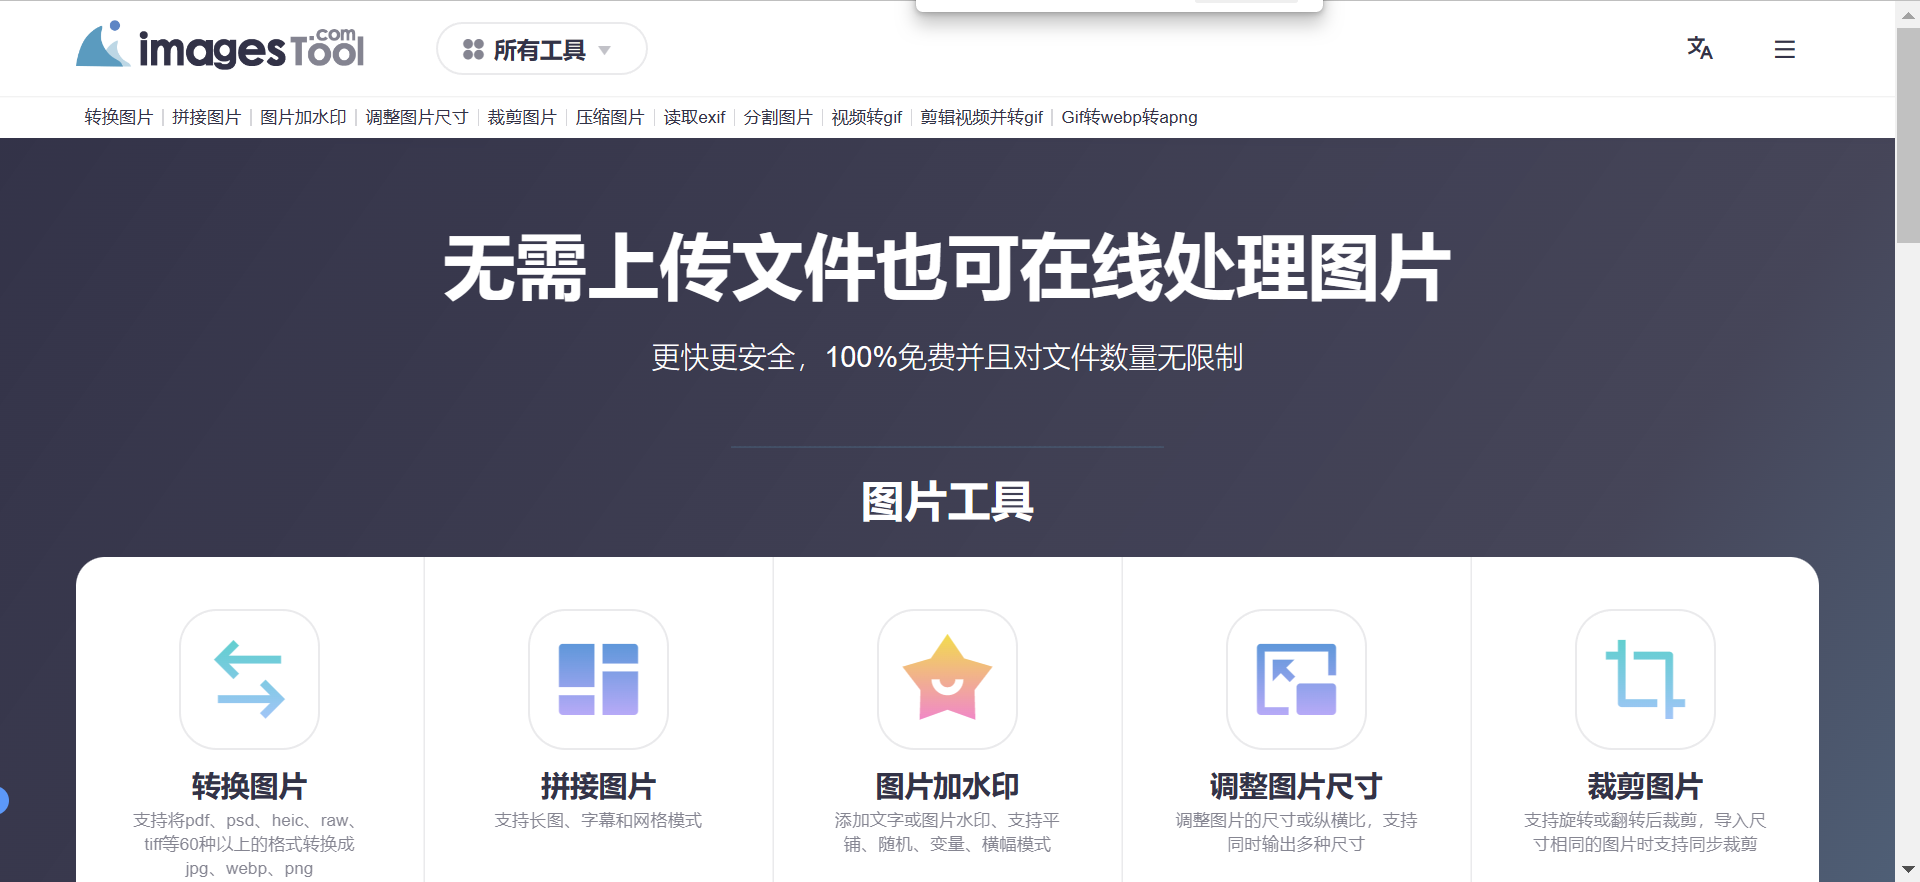 imagesTool.com
所有工具
转换图片 | 拼接图片 | 图片加水印 | 调整图片尺寸 | 裁剪图片 | 压缩图片 | 读取exif | 分割图片 | 视频转gif | 剪辑视频并转gif | Gif转webp转apng
无需上传文件也可在线处理图片
更快更安全，100%免费并且对文件数量无限制
图片工具
转换图片
支持将pdf、psd、heic、raw、
tiff等60种以上的格式转换成
jpg、webp、png
拼接图片
支持长图、字幕和网格模式
图片加水印
添加文字或图片水印、支持平
铺、随机、变量、横幅模式
调整图片尺寸
调整图片的尺寸或纵横比，支持
同时输出多种尺寸
裁剪图片
支持旋转或翻转后裁剪，导入尺
寸相同的图片时支持同步裁剪